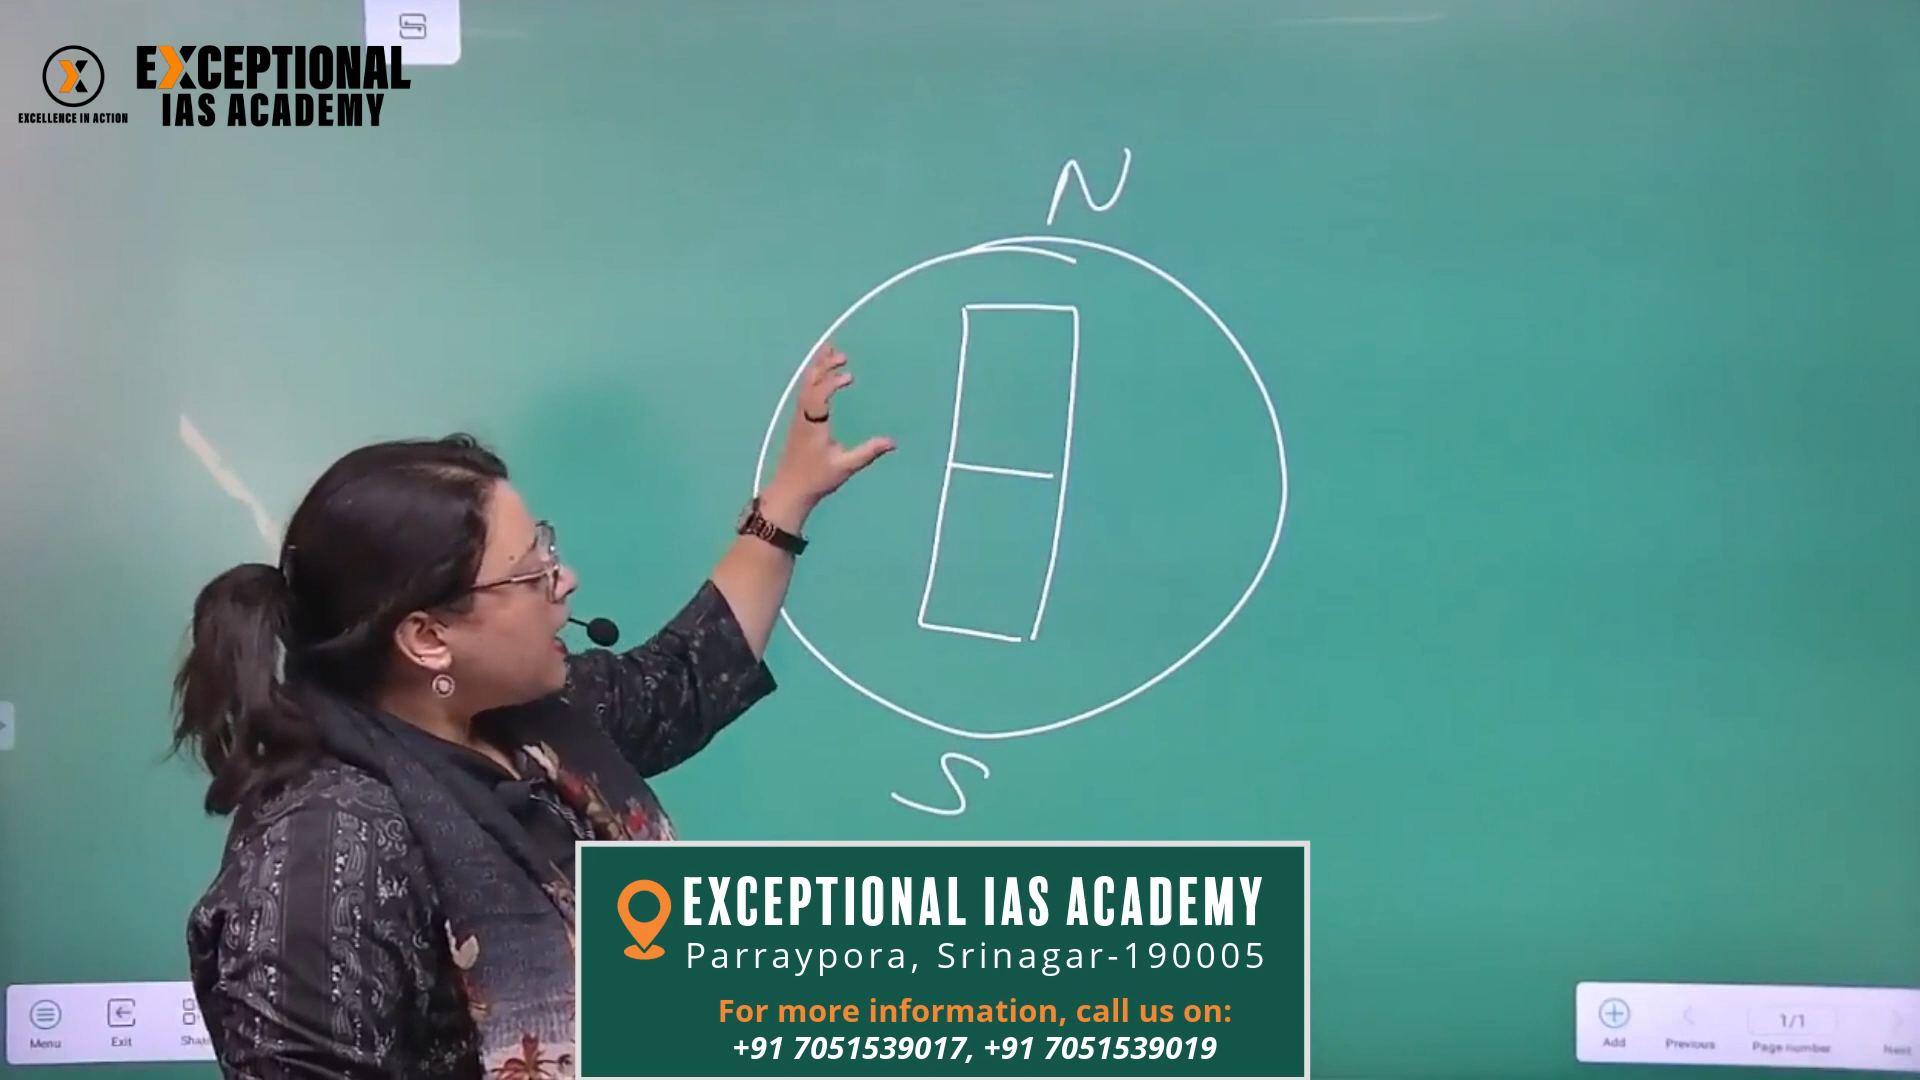 EXCEPTIONAL
IAS ACADEMY
EXCELLENCE IN ACTION
N
S
EXCEPTIONAL IAS ACADEMY
Parraypora, Srinagar-190005
For more information, call us on:
+91 7051539017, +91 7051539019
Menu
Exit
Add
Previous
1/1
Page number
Next